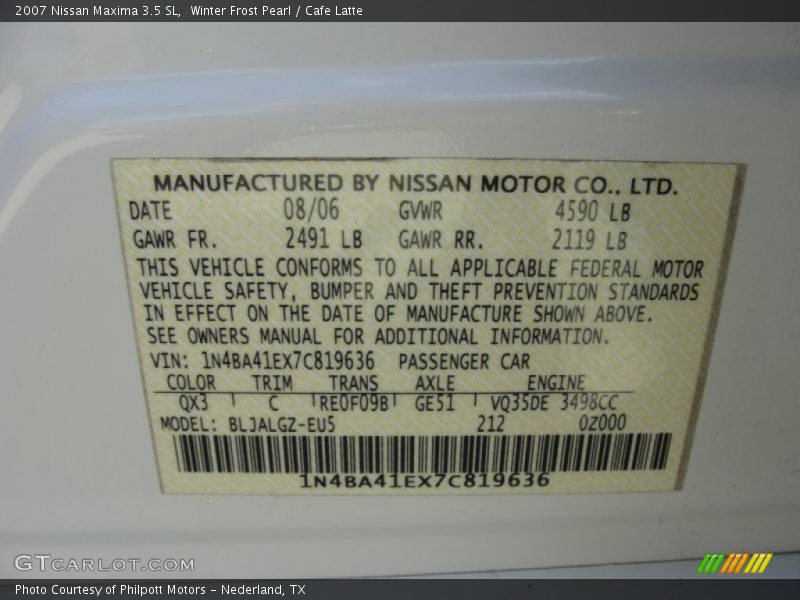 2007 Nissan Maxima 3.5 SL, Winter Frost Pearl / Cafe Latte
MANUFACTURED BY NISSAN MOTOR CO., LTD.
DATE 08/06 GVWR 4590 LB
GAWR FR. 2491 LB GAWR RR. 2119 LB
THIS VEHICLE CONFORMS TO ALL APPLICABLE FEDERAL MOTOR
VEHICLE SAFETY, BUMPER AND THEFT PREVENTION STANDARDS
IN EFFECT ON THE DATE OF MANUFACTURE SHOWN ABOVE.
SEE OWNERS MANUAL FOR ADDITIONAL INFORMATION.
VIN: 1N4BA41EX7C819636 PASSENGER CAR
COLOR TRIM TRANS AXLE ENGINE
QX3 C RE0F09B GE51 VQ35DE 3498CC
MODEL: BLJALGZ-EU5 212 0Z000
1N4BA41EX7C819636
GTCARLOT.COM
Photo Courtesy of Philpott Motors - Nederland, TX